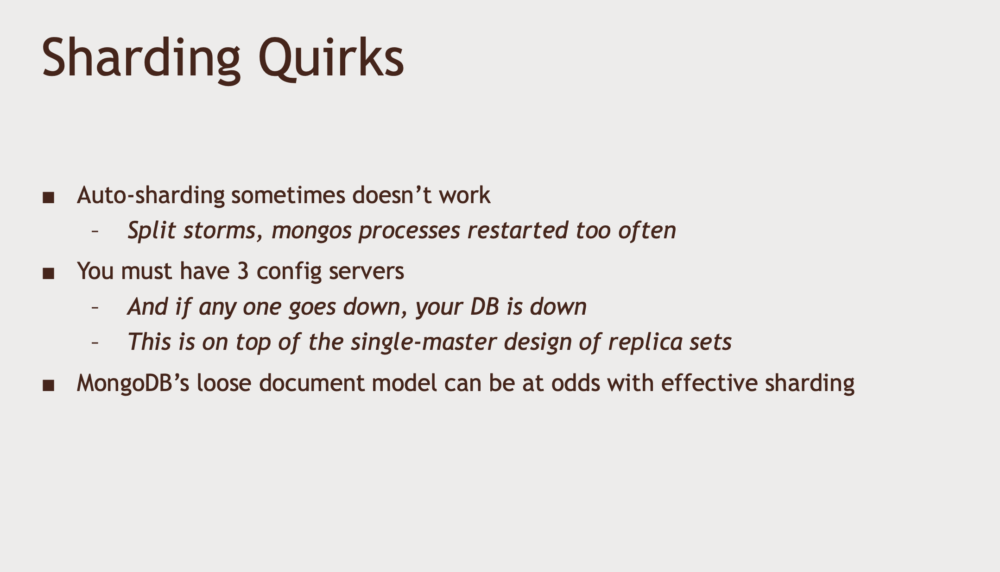 Sharding Quirks
■ Auto-sharding sometimes doesn’t work
– Split storms, mongos processes restarted too often
■ You must have 3 config servers
– And if any one goes down, your DB is down
– This is on top of the single-master design of replica sets
■ MongoDB’s loose document model can be at odds with effective sharding